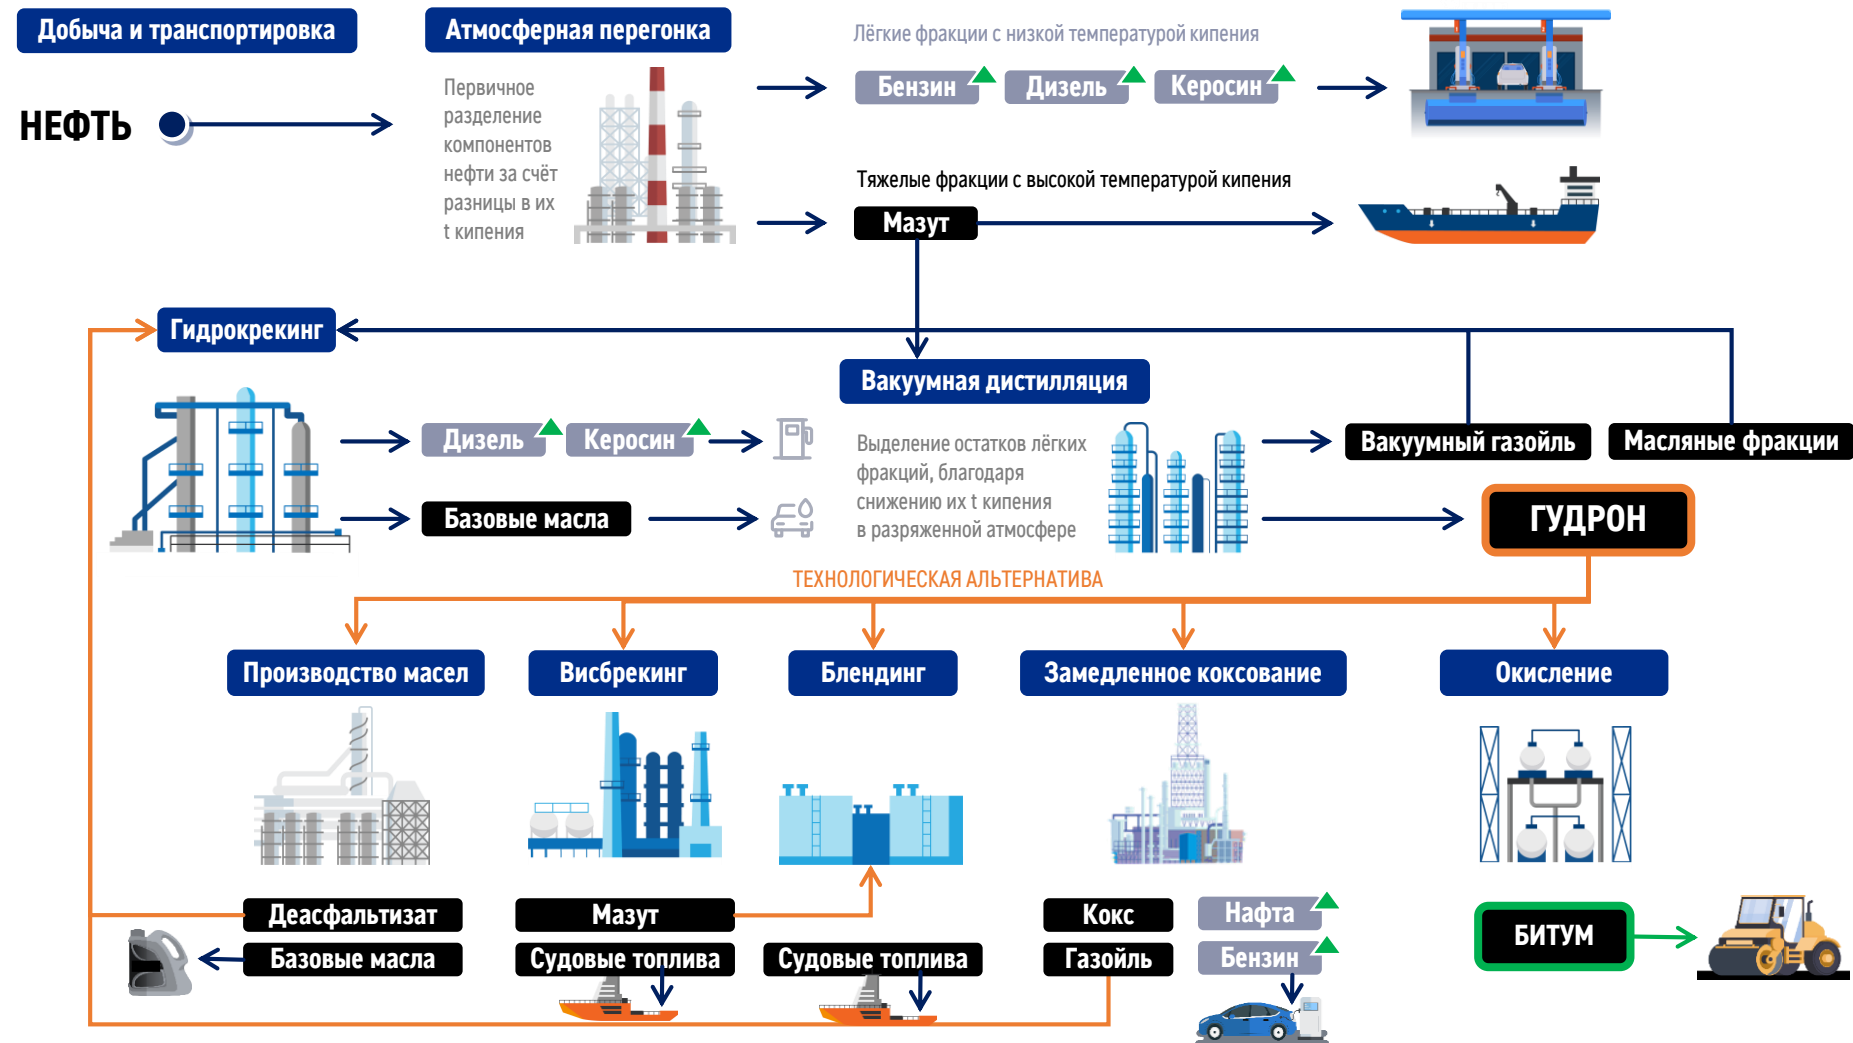 Добыча и транспортировка
Атмосферная перегонка
Лёгкие фракции с низкой температурой кипения
Бензин
Дизель
Керосин
НЕФТЬ
Первичное
разделение
компонентов
нефти за счёт
разницы в их
t кипения
Тяжелые фракции с высокой температурой кипения
Мазут
Гидрокрекинг
Вакуумная дистилляция
Дизель
Керосин
Базовые масла
Выделение остатков лёгких
фракций, благодаря
снижению их t кипения
в разряженной атмосфере
Вакуумный газойль
Масляные фракции
ГУДРОН
ТЕХНОЛОГИЧЕСКАЯ АЛЬТЕРНАТИВА
Производство масел
Висбрекинг
Блендинг
Замедленное коксование
Окисление
Деасфальтизат
Базовые масла
Мазут
Судовые топлива
Судовые топлива
Кокс
Газойль
Нафта
Бензин
БИТУМ